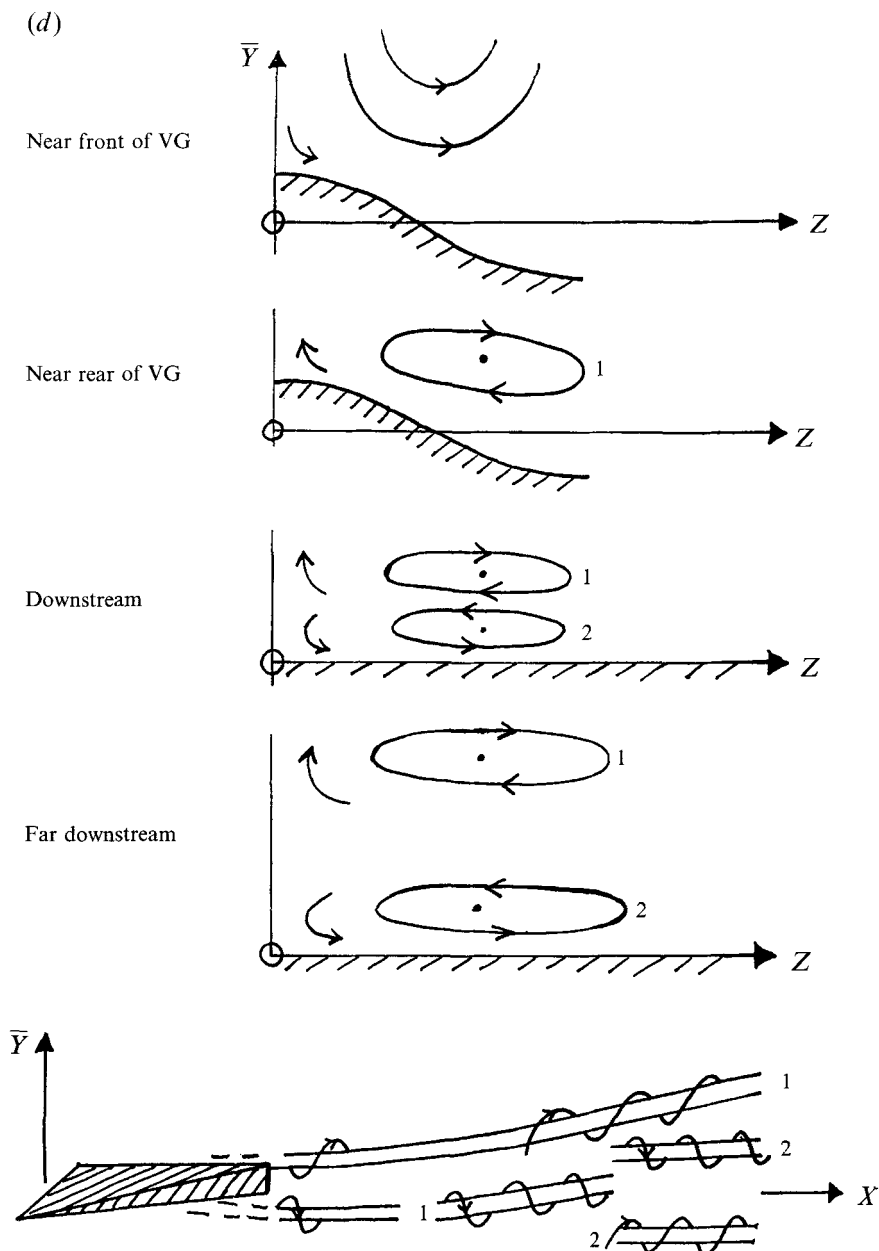 (d)
Y
Near front of VG
Z
Near rear of VG
1
Z
Downstream
1
2
Z
Far downstream
1
2
Z
Y
1
2
1
X
2